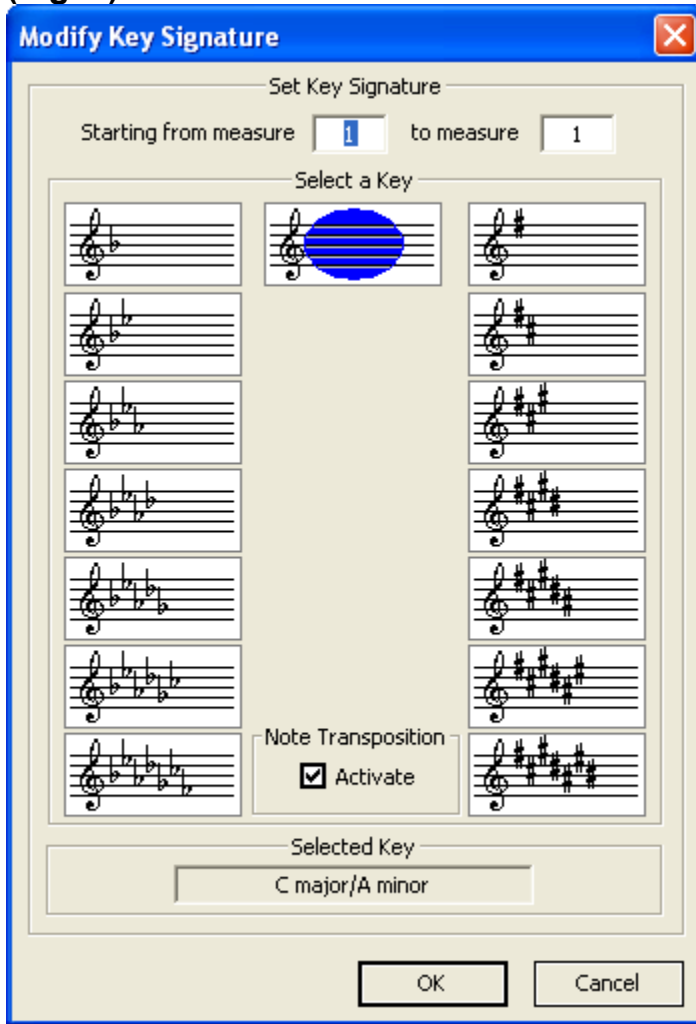 Modify Key Signature
Set Key Signature
Starting from measure 1 to measure 1
Select a Key
Note Transposition
Activate
Selected Key
C major/A minor
OK Cancel